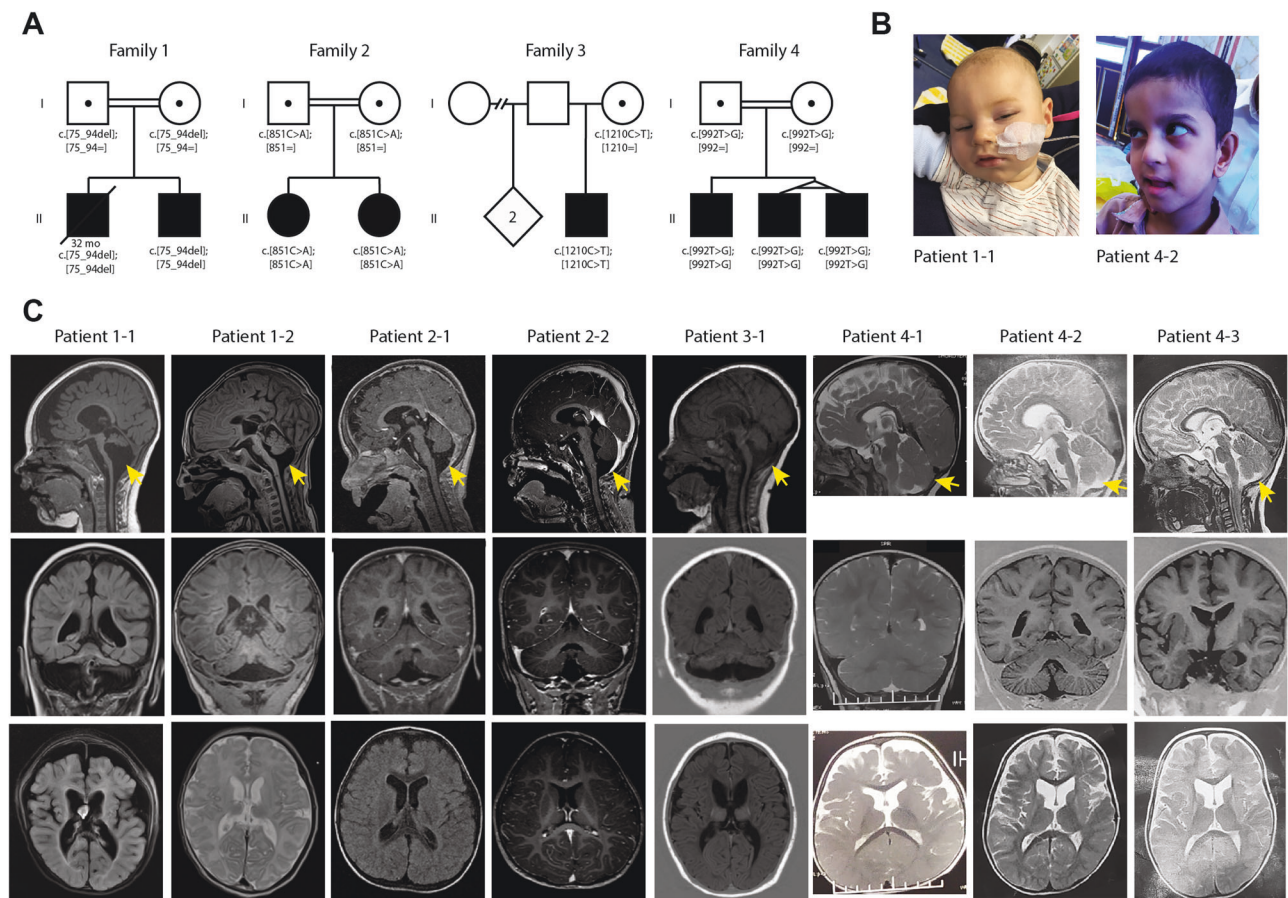 A
Family 1
Family 2
Family 3
Family 4
I
I
I
I
c.[75_94del];
[75_94=]
c.[75_94del];
[75_94=]
c.[851C>A];
[851=]
c.[851C>A];
[851=]
c.[1210C>T];
[1210=]
c.[992T>G];
[992=]
c.[992T>G];
[992=]
II
II
II
II
2
32 mo
c.[75_94del];
[75_94del]
c.[75_94del];
[75_94del]
c.[851C>A];
[851C>A]
c.[851C>A];
[851C>A]
c.[1210C>T];
[1210C>T]
c.[992T>G];
[992T>G]
c.[992T>G];
[992T>G]
c.[992T>G];
[992T>G]
B
Patient 1-1
Patient 4-2
C
Patient 1-1
Patient 1-2
Patient 2-1
Patient 2-2
Patient 3-1
Patient 4-1
Patient 4-2
Patient 4-3